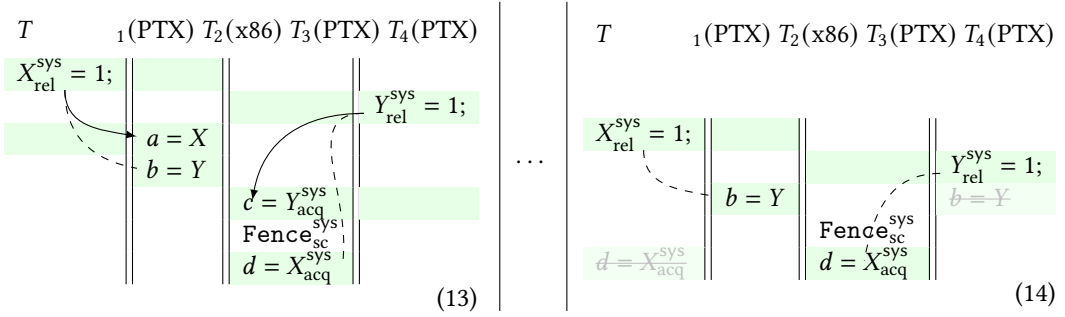 T ₁(PTX) T₂(x86) T₃(PTX) T₄(PTX)
X^sys_rel = 1;
Y^sys_rel = 1;
a = X
b = Y
c = Y^sys_acq
Fence^sys_sc
d = X^sys_acq
(13)
...
T ₁(PTX) T₂(x86) T₃(PTX) T₄(PTX)
X^sys_rel = 1;
Y^sys_rel = 1;
b = Y b = Y
Fence^sys_sc
d = X^sys_acq d = X^sys_acq
(14)